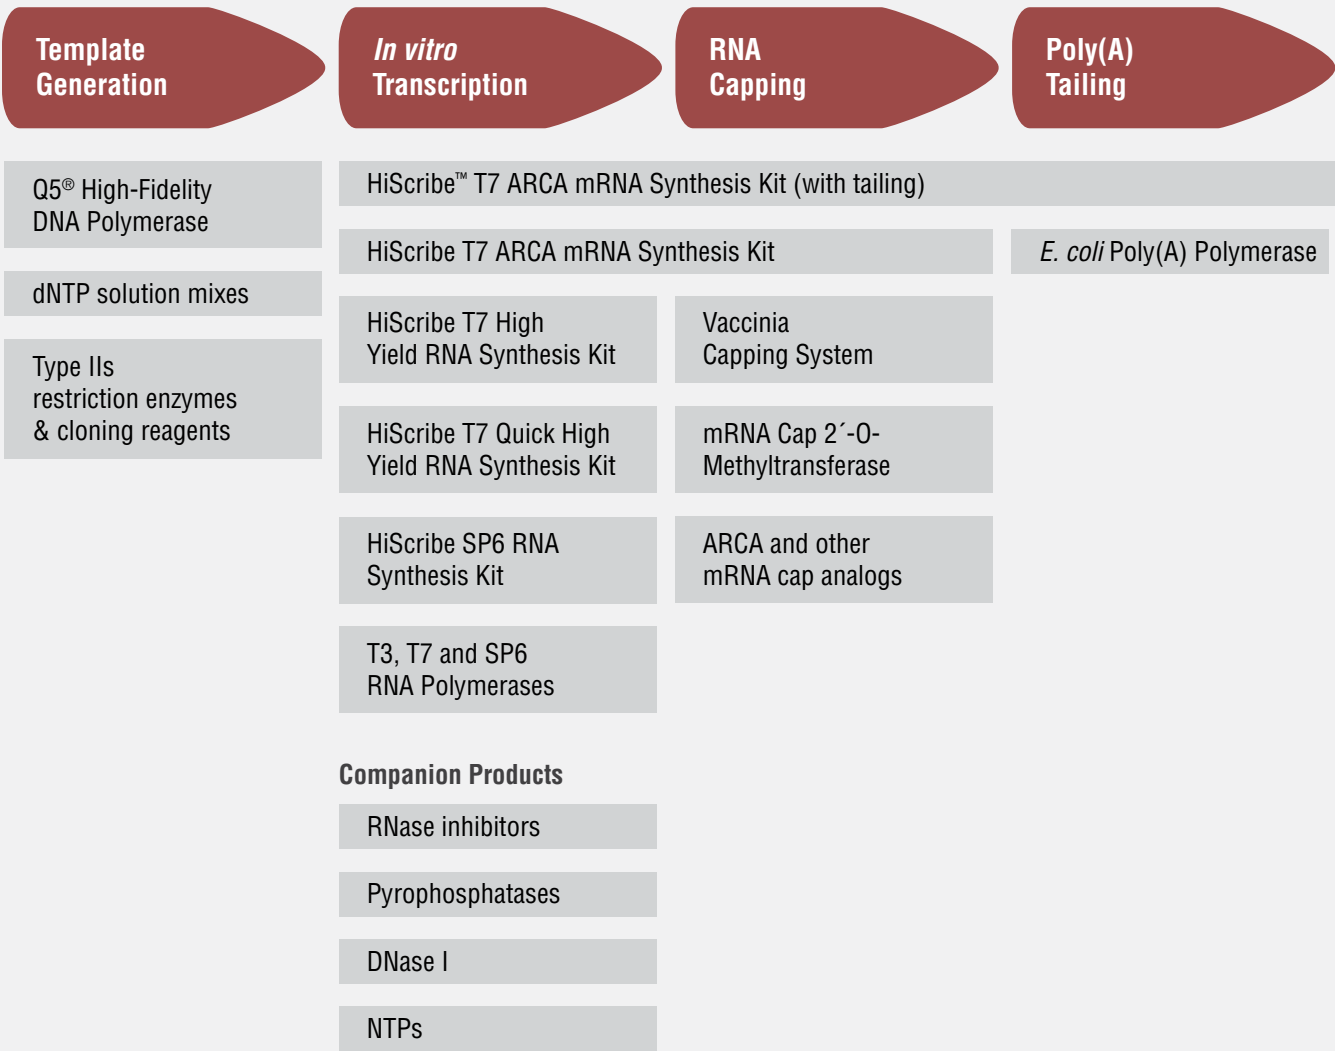 Template
Generation
In vitro
Transcription
RNA
Capping
Poly(A)
Tailing
Q5® High-Fidelity
DNA Polymerase
dNTP solution mixes
Type IIs
restriction enzymes
& cloning reagents
HiScribe™ T7 ARCA mRNA Synthesis Kit (with tailing)
HiScribe T7 ARCA mRNA Synthesis Kit
E. coli Poly(A) Polymerase
HiScribe T7 High
Yield RNA Synthesis Kit
Vaccinia
Capping System
HiScribe T7 Quick High
Yield RNA Synthesis Kit
mRNA Cap 2´-O-
Methyltransferase
HiScribe SP6 RNA
Synthesis Kit
ARCA and other
mRNA cap analogs
T3, T7 and SP6
RNA Polymerases
Companion Products
RNase inhibitors
Pyrophosphatases
DNase I
NTPs